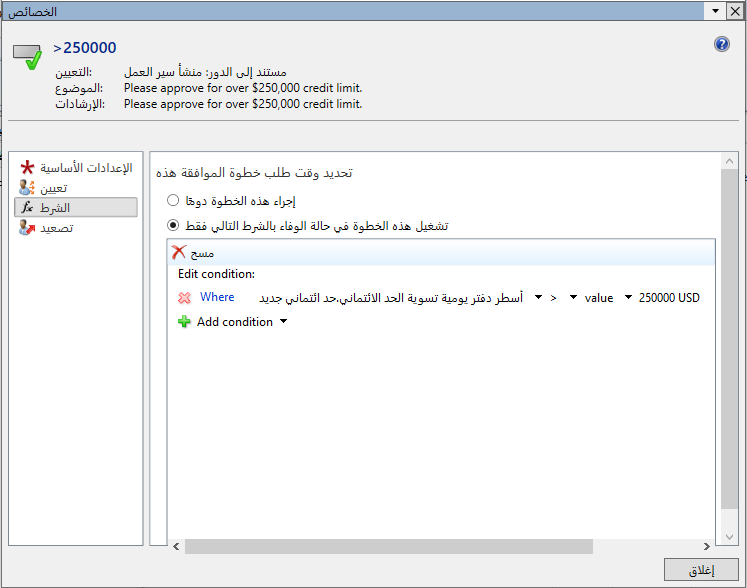 الخصائص
>250000
التعيين: مستند إلى الدور: منشأ سير العمل
الموضوع: Please approve for over $250,000 credit limit.
الإرشادات: Please approve for over $250,000 credit limit.
الإعدادات الأساسية
تعيين
الشرط
تصعيد
تحديد وقت طلب خطوة الموافقة هذه
إجراء هذه الخطوة دومًا
تشغيل هذه الخطوة في حالة الوفاء بالشرط التالي فقط
مسح
Edit condition:
Where أسطر دفتر يومية تسوية الحد الائتماني.حد ائتماني جديد > value 250000 USD
Add condition
إغلاق